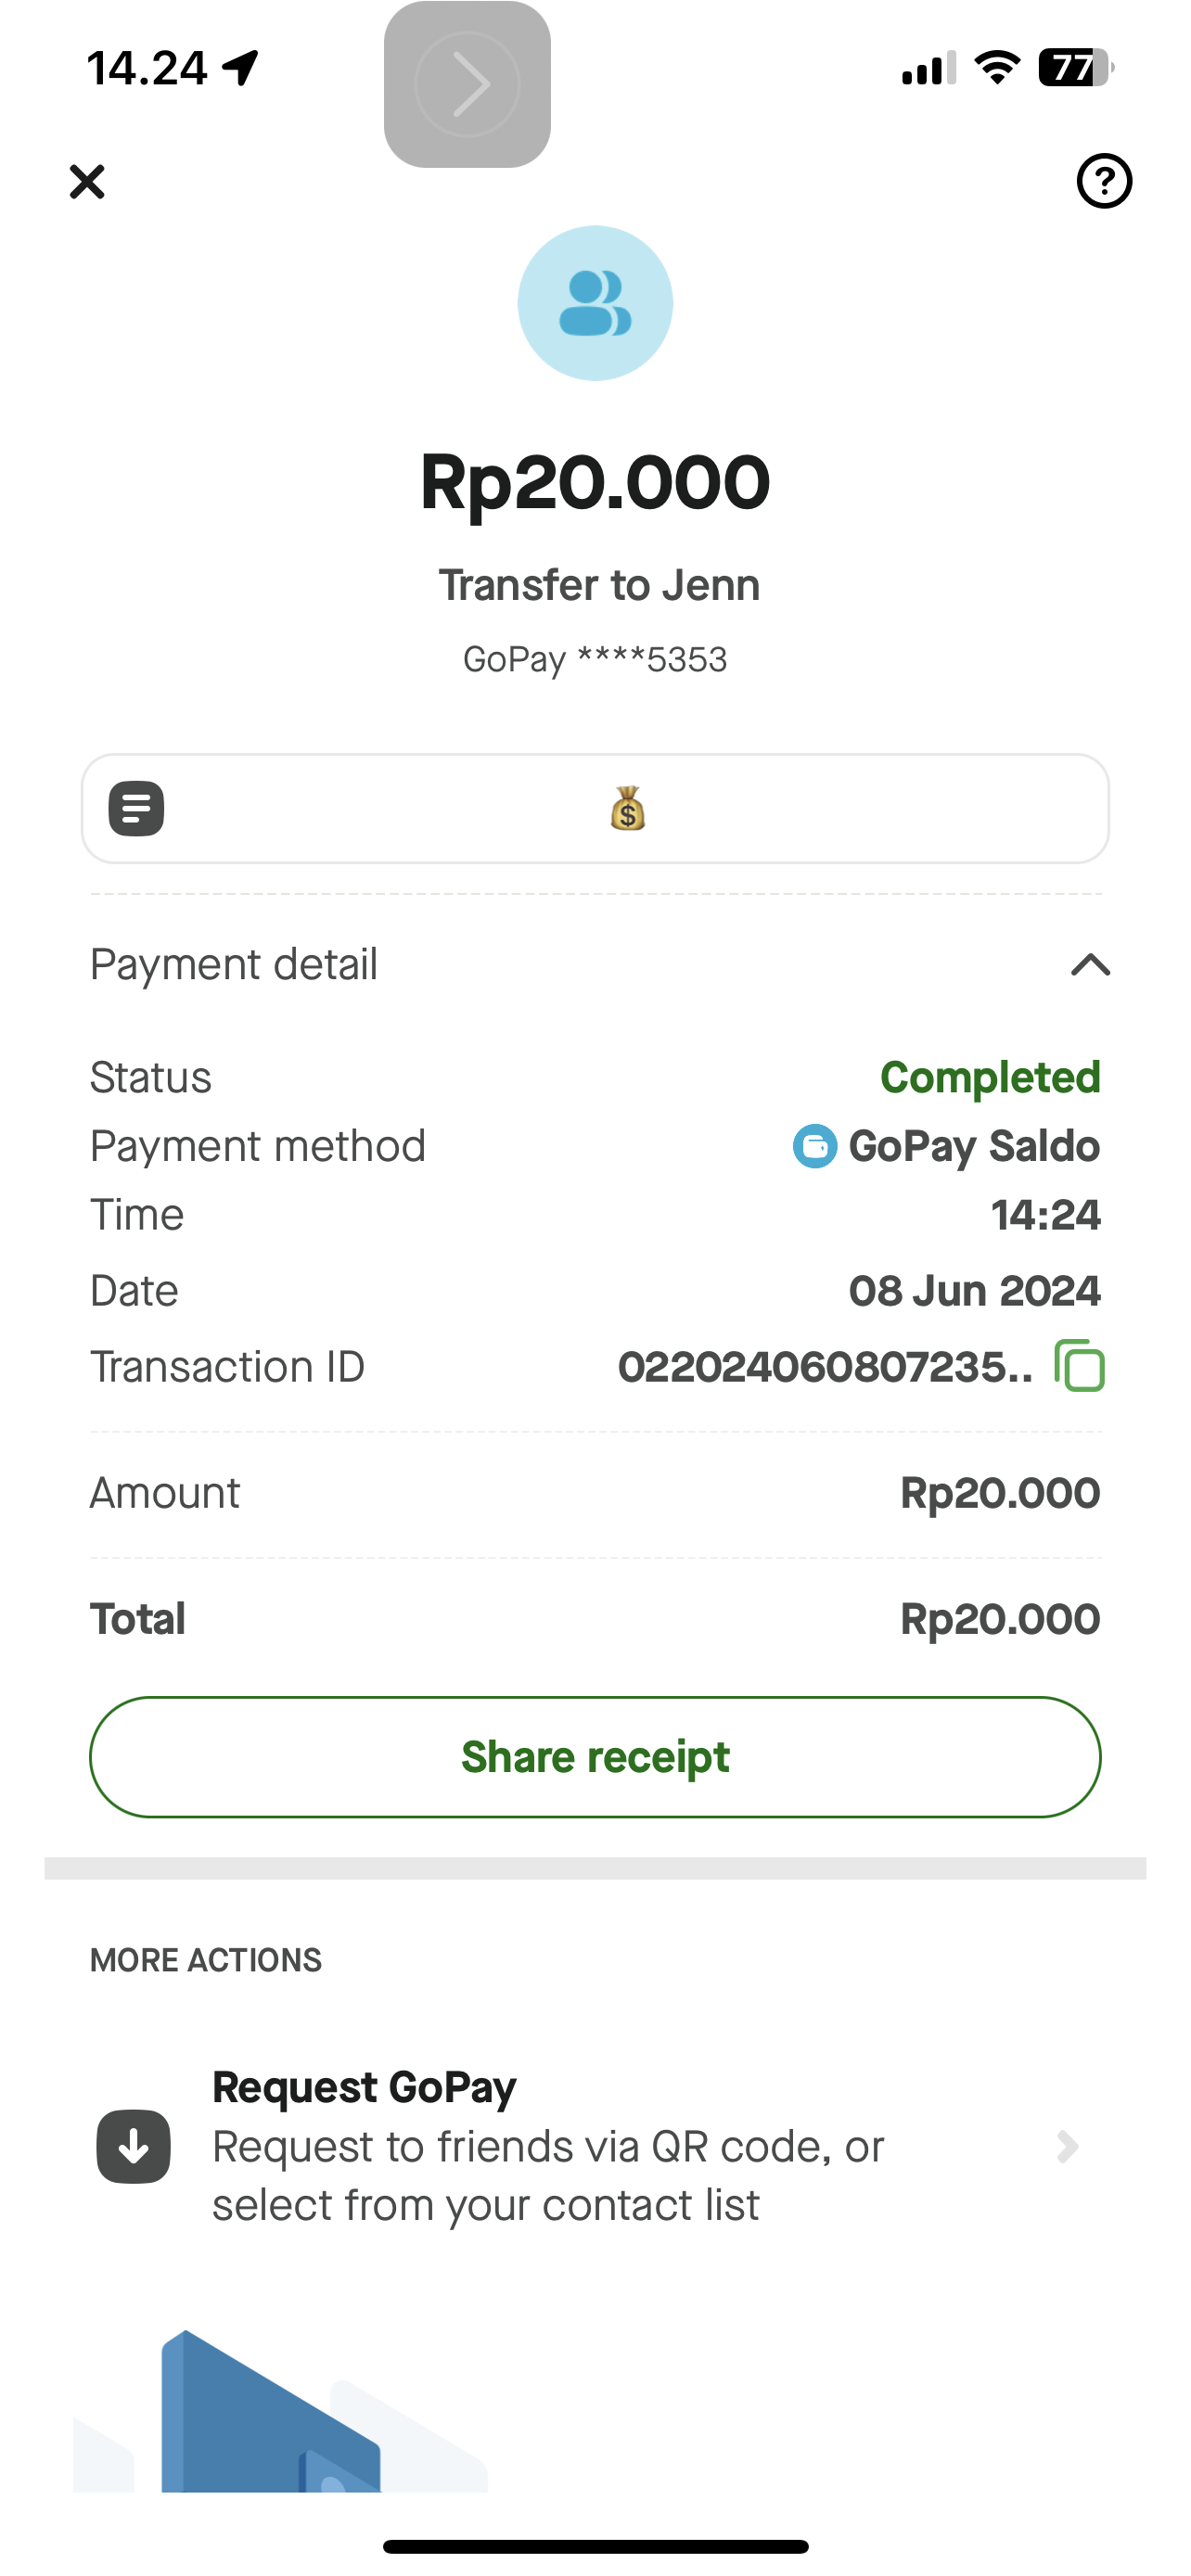 14.24
77
?
Rp20.000
Transfer to Jenn
GoPay ****5353
💰
Payment detail
Status Completed
Payment method GoPay Saldo
Time 14:24
Date 08 Jun 2024
Transaction ID 022024060807235..
Amount Rp20.000
Total Rp20.000
Share receipt
MORE ACTIONS
Request GoPay
Request to friends via QR code, or
select from your contact list